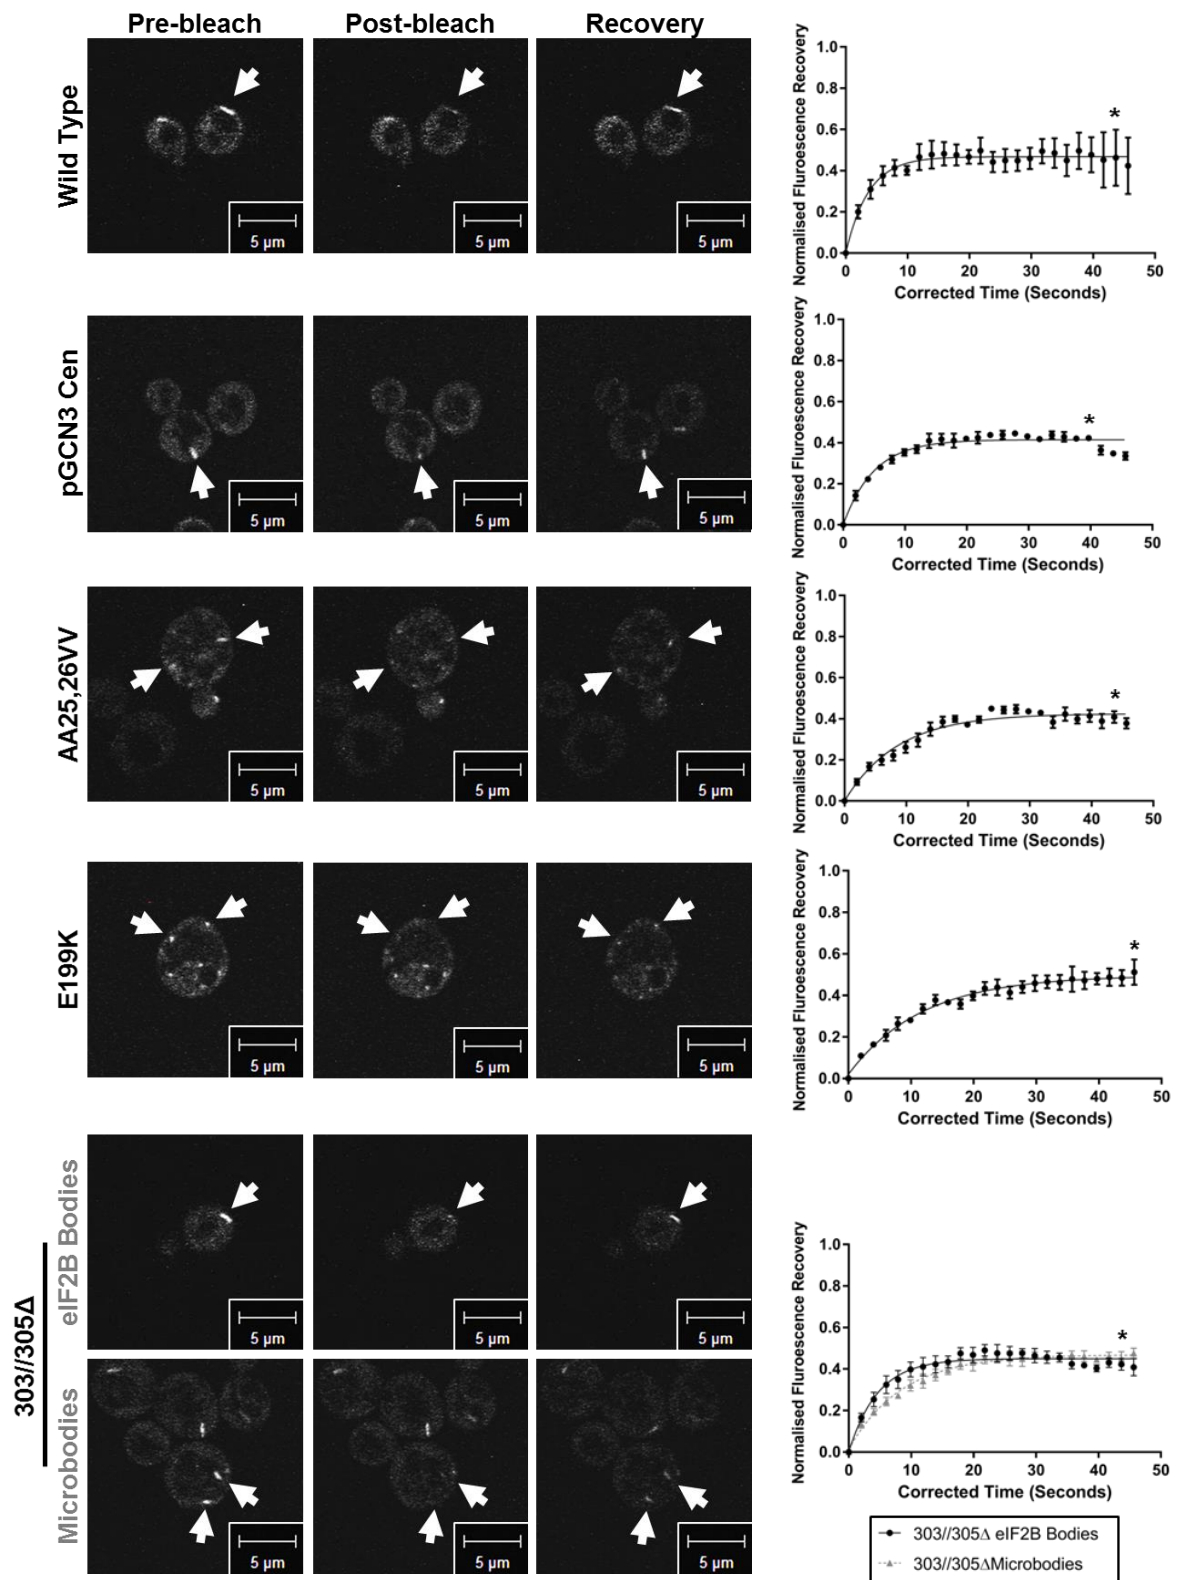 Pre-bleach Post-bleach Recovery
Wild Type
5 µm 5 µm 5 µm
Normalised Fluroescence Recovery
1.0
0.8
0.6
0.4
0.2
0.0
*
0 10 20 30 40 50
Corrected Time (Seconds)
pGCN3 Cen
5 µm 5 µm 5 µm
Normalised Fluroescence Recovery
1.0
0.8
0.6
0.4
0.2
0.0
*
0 10 20 30 40 50
Corrected Time (Seconds)
AA25,26VV
5 µm 5 µm 5 µm
Normalised Fluroescence Recovery
1.0
0.8
0.6
0.4
0.2
0.0
*
0 10 20 30 40 50
Corrected Time (Seconds)
E199K
5 µm 5 µm 5 µm
Normalised Fluroescence Recovery
1.0
0.8
0.6
0.4
0.2
0.0
*
0 10 20 30 40 50
Corrected Time (Seconds)
303//305Δ
eIF2B Bodies
5 µm 5 µm 5 µm
Microbodies
5 µm 5 µm 5 µm
Normalised Fluroescence Recovery
1.0
0.8
0.6
0.4
0.2
0.0
*
0 10 20 30 40 50
Corrected Time (Seconds)
303//305Δ eIF2B Bodies
303//305ΔMicrobodies